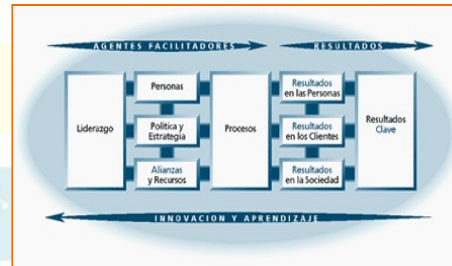 AGENTES FACILITADORES
RESULTADOS
Liderazgo
Personas
Política y
Estrategia
Alianzas
y Recursos
Procesos
Resultados
en las Personas
Resultados
en los Clientes
Resultados
en la Sociedad
Resultados
Clave
INNOVACION Y APRENDIZAJE